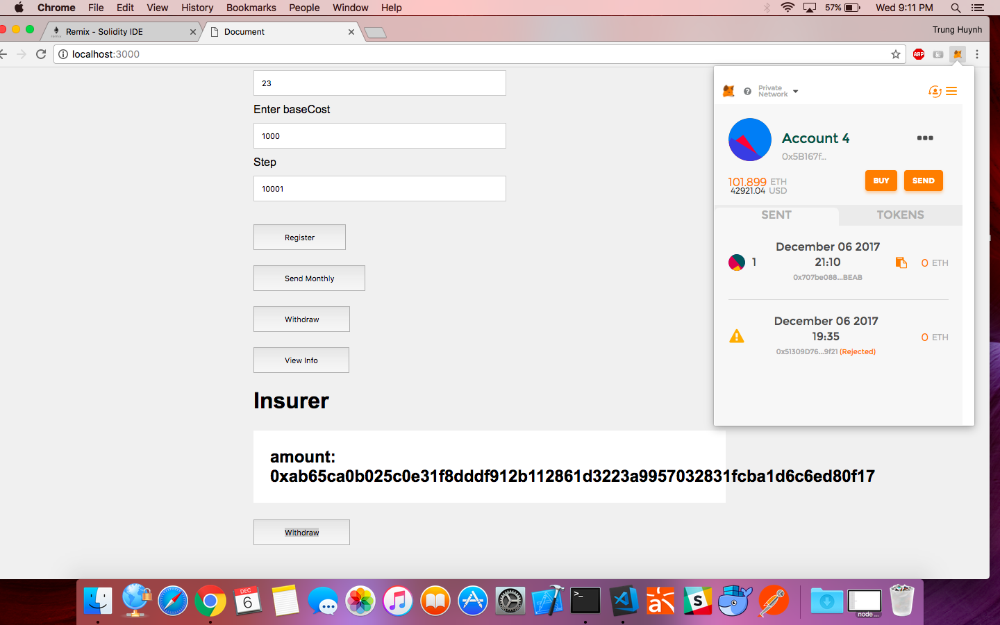 Chrome File Edit View History Bookmarks People Window Help 57% Wed 9:11 PM
Remix - Solidity IDE
Document
Trung Huynh
localhost:3000
ABP
23
Enter baseCost
1000
Step
10001
Register
Send Monthly
Withdraw
View Info
Insurer
amount:
0xab65ca0b025c0e31f8dddf912b112861d3223a9957032831fcba1d6c6ed80f17
Withdraw
Private
Network
Account 4
0x5B167f...
101.899 ETH
42921.04 USD
BUY
SEND
SENT
TOKENS
1
December 06 2017
21:10
0x707be088...BEAB
0 ETH
December 06 2017
19:35
0x51309D76...9f21 (Rejected)
0 ETH
DEC
6
node ...